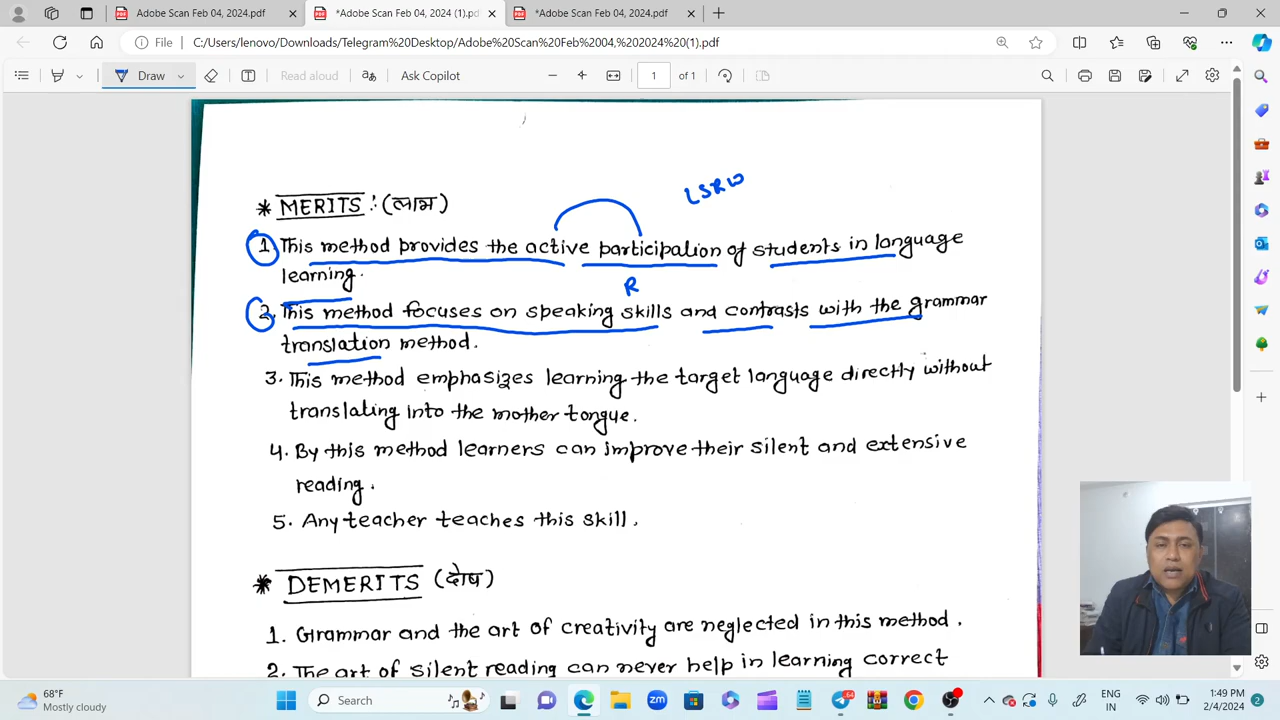 Adobe Scan Feb 04, 2024.pdf
*Adobe Scan Feb 04, 2024 (1).pdf
*Adobe Scan Feb 04, 2024.pdf
File
C:/Users/lenovo/Downloads/Telegram%20Desktop/Adobe%20Scan%20Feb%2004,%202024%20(1).pdf
Draw
Read aloud
Ask Copilot
1
of 1
LSRW
* MERITS :- (लाभ)
1. This method provides the active participation of students in language
learning.
R
2. This method focuses on speaking skills and contrasts with the grammar
translation method.
3. This method emphasizes learning the target language directly without
translating into the mother tongue.
4. By this method learners can improve their silent and extensive
reading.
5. Any teacher teaches this skill.
* DEMERITS (दोष)
1. Grammar and the art of creativity are neglected in this method.
2. The art of silent reading can never help in learning correct
68°F
Mostly cloudy
Search
zm
64
ENG
IN
1:49 PM
2/4/2024
2